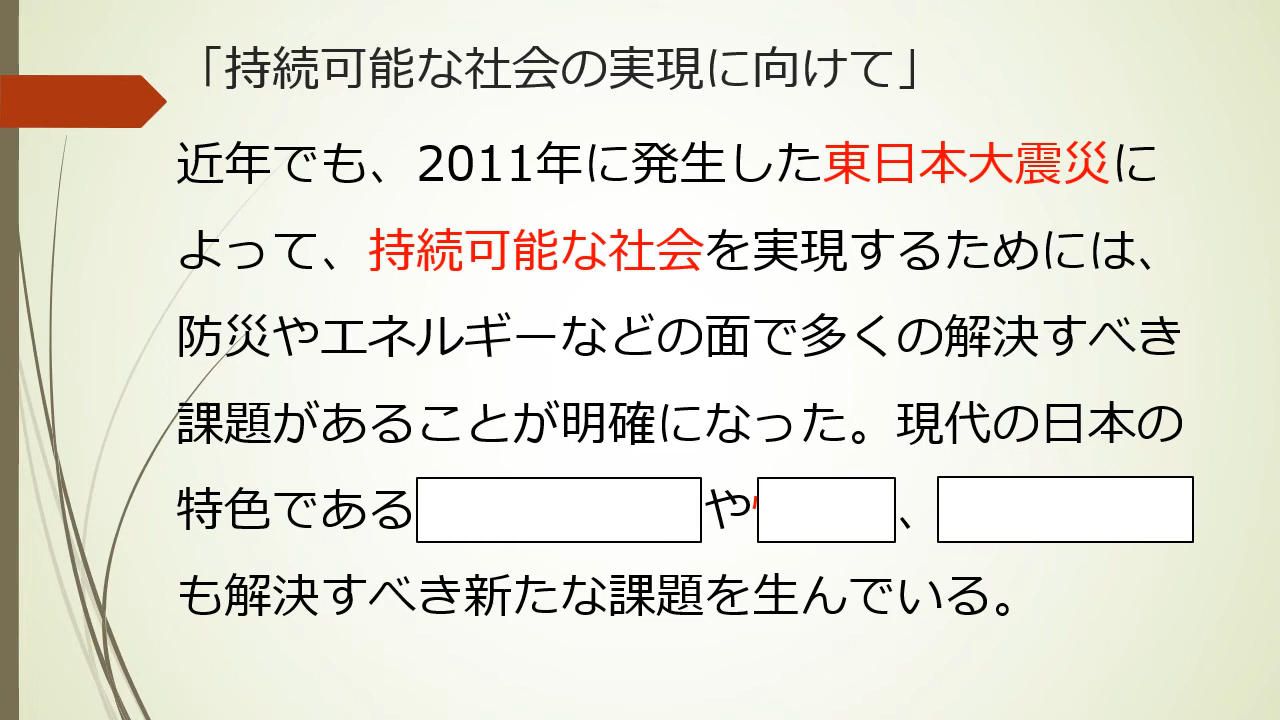 「持続可能な社会の実現に向けて」
近年でも、2011年に発生した東日本大震災に
よって、持続可能な社会を実現するためには、
防災やエネルギーなどの面で多くの解決すべき
課題があることが明確になった。現代の日本の
特色である や 、
も解決すべき新たな課題を生んでいる。